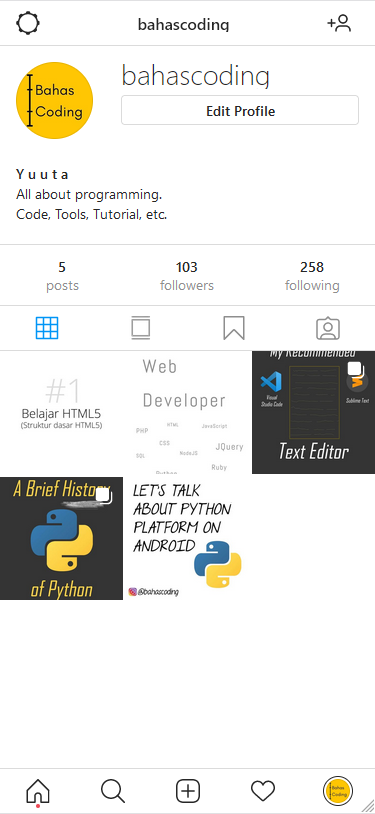 bahascoding
Bahas
Coding
bahascoding
Edit Profile
Y u u t a
All about programming.
Code, Tools, Tutorial, etc.
5
posts
103
followers
258
following
#1
Belajar HTML5
(Struktur dasar HTML5)
Web
Developer
HTML
JavaScript
PHP
CSS
JQuery
SQL
NodeJS
Ruby
Python
My Recommended
Visual
Studio Code
Sublime Text
Text Editor
A Brief History
of Python
LET'S TALK
ABOUT PYTHON
PLATFORM ON
ANDROID
@bahascoding
Bahas
Coding